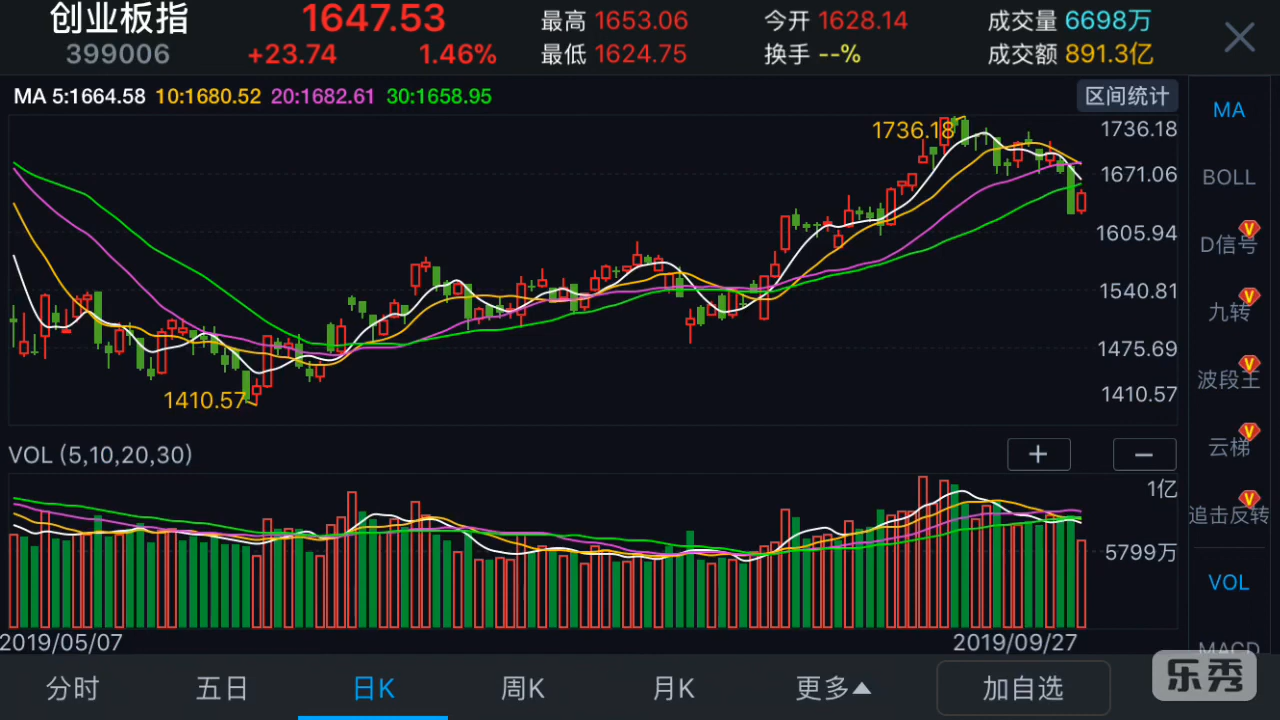 创业板指 1647.53 最高 1653.06 今开 1628.14 成交量 6698万
399006 +23.74 1.46% 最低 1624.75 换手 --% 成交额 891.3亿
MA 5:1664.58 10:1680.52 20:1682.61 30:1658.95 区间统计
MA
1736.18
1736.18
1671.06
BOLL
1605.94
D信号
V
1540.81
九转
V
1475.69
波段王
V
1410.57
1410.57
云梯
V
VOL (5,10,20,30) + −
1亿
追击反转
V
5799万
VOL
2019/05/07 2019/09/27
MACD
乐秀
分时 五日 日K 周K 月K 更多 加自选